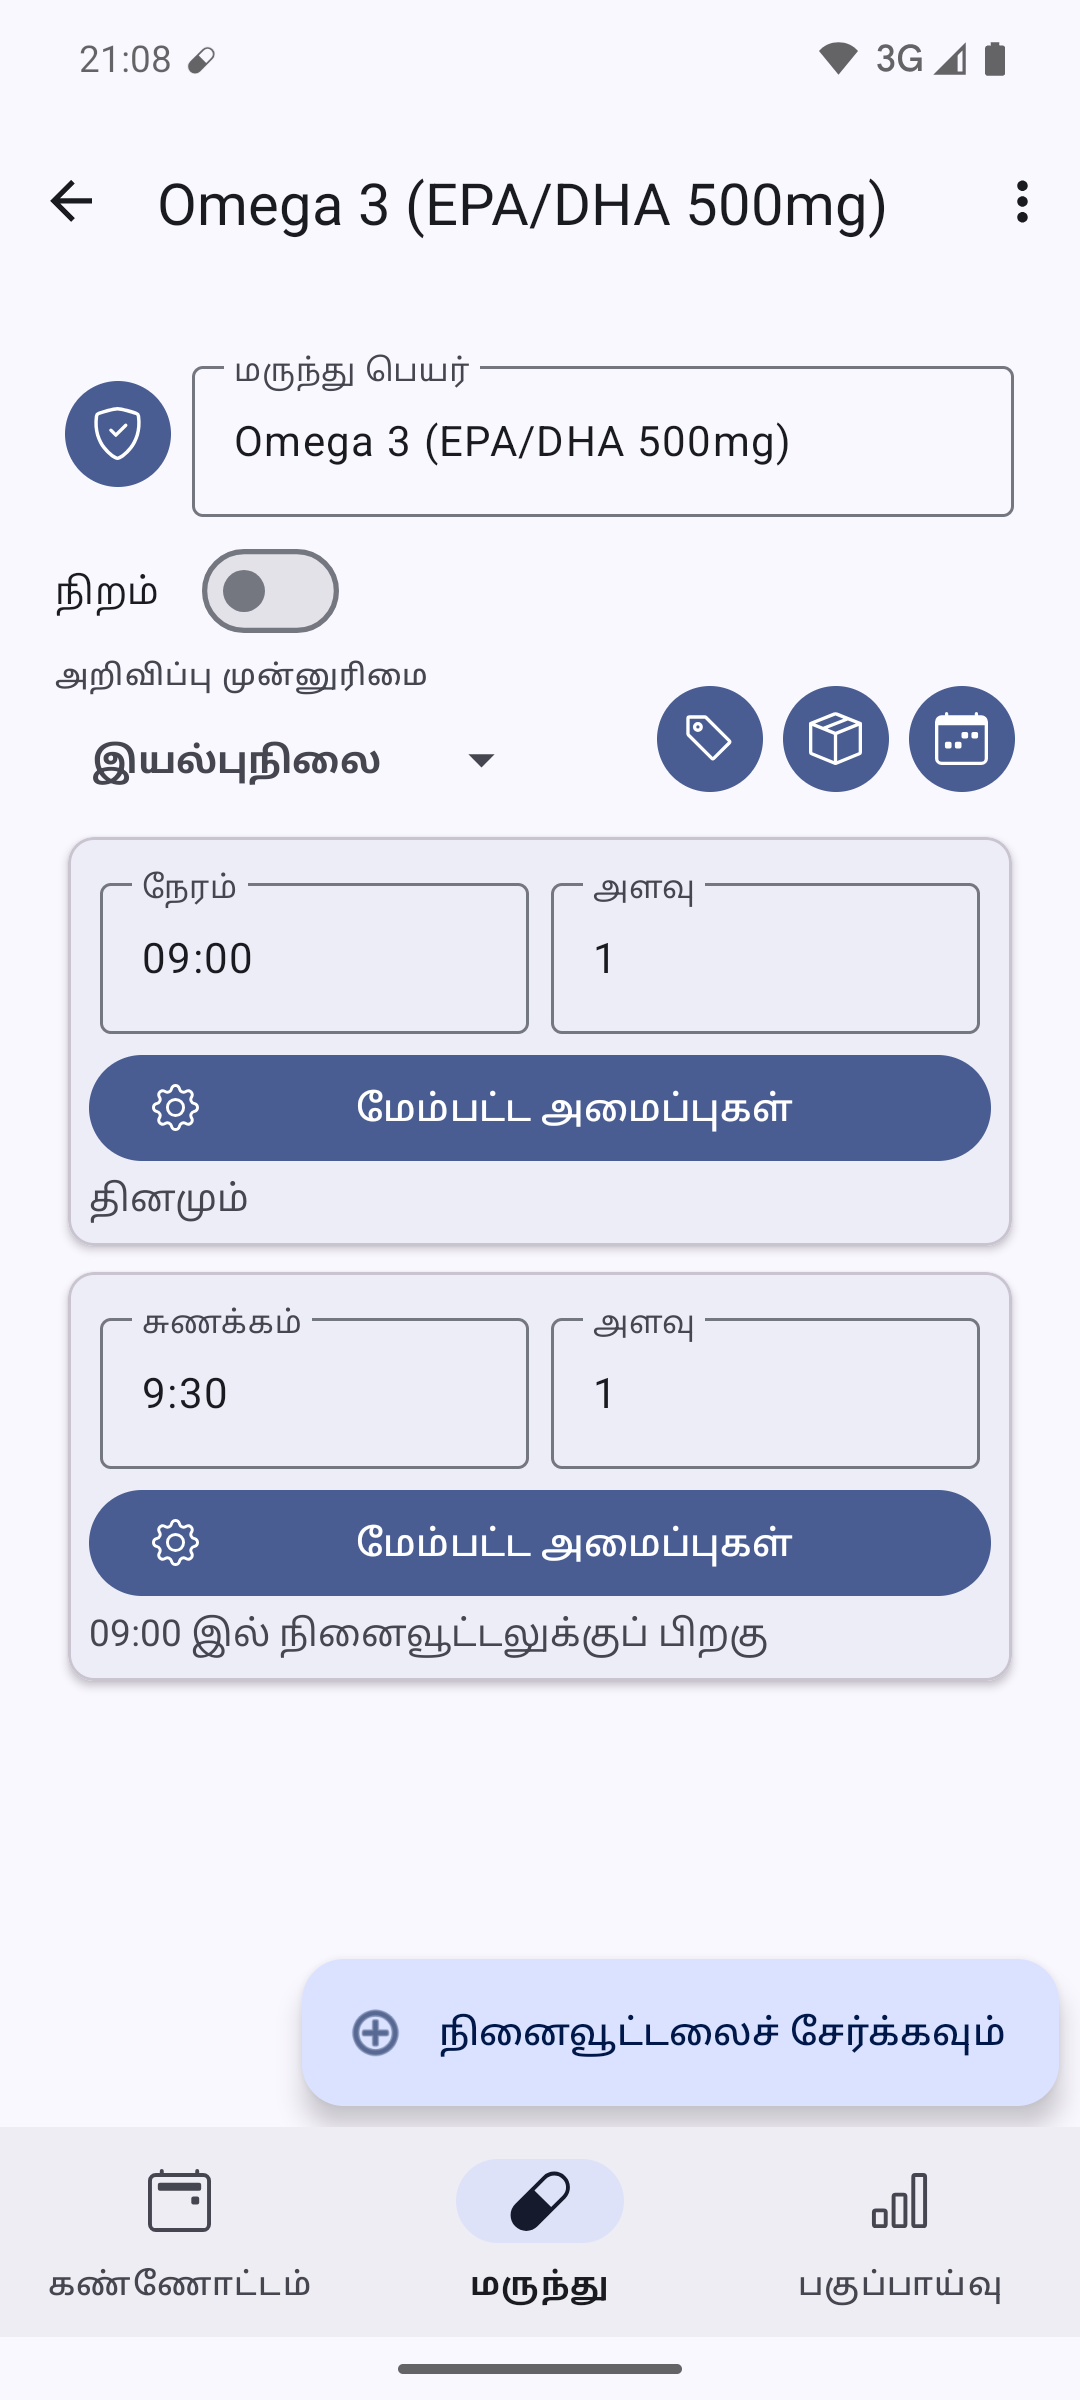 21:08
3G
Omega 3 (EPA/DHA 500mg)
மருந்து பெயர்
Omega 3 (EPA/DHA 500mg)
நிறம்
அறிவிப்பு முன்னுரிமை
இயல்புநிலை
நேரம்
அளவு
09:00
1
மேம்பட்ட அமைப்புகள்
தினமும்
சுணக்கம்
அளவு
9:30
1
மேம்பட்ட அமைப்புகள்
09:00 இல் நினைவூட்டலுக்குப் பிறகு
நினைவூட்டலைச் சேர்க்கவும்
கண்ணோட்டம்
மருந்து
பகுப்பாய்வு